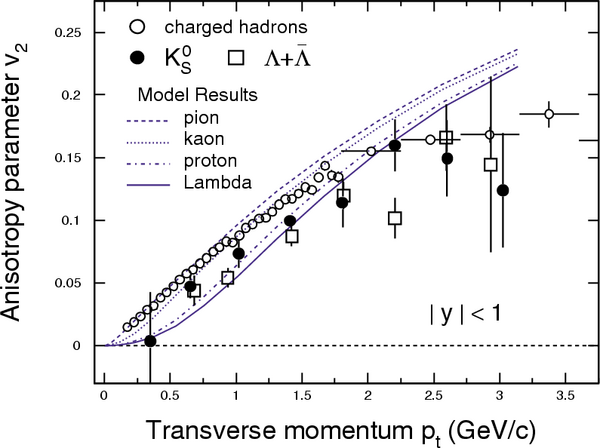 0.25
0.2
0.15
0.1
0.05
0
Anisotropy parameter v2
charged hadrons
K0S Λ+Λ̄
Model Results
pion
kaon
proton
Lambda
| y | < 1
0 0.5 1 1.5 2 2.5 3 3.5
Transverse momentum pt (GeV/c)